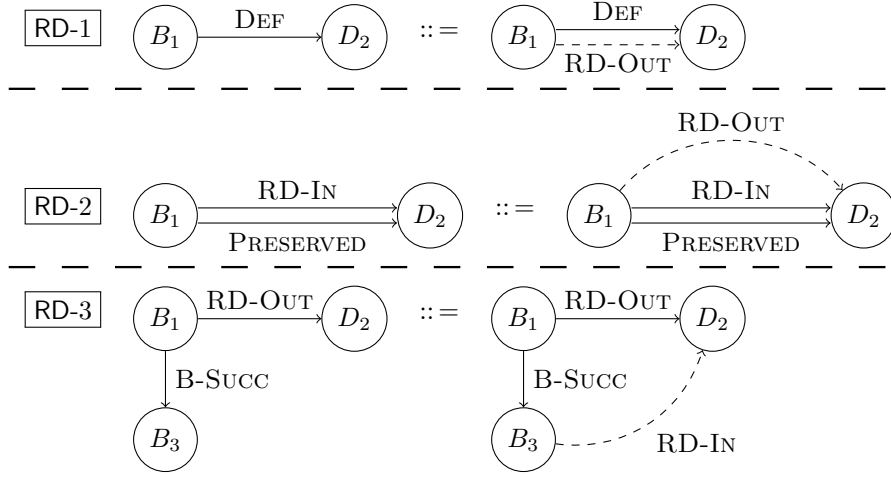 RD-1 B1 DEF D2 ::= B1 DEF D2
RD-OUT
RD-OUT
RD-2 B1 RD-IN D2 ::= B1 RD-IN D2
PRESERVED PRESERVED
RD-3 B1 RD-OUT D2 ::= B1 RD-OUT D2
B-SUCC B-SUCC
B3 B3 RD-IN